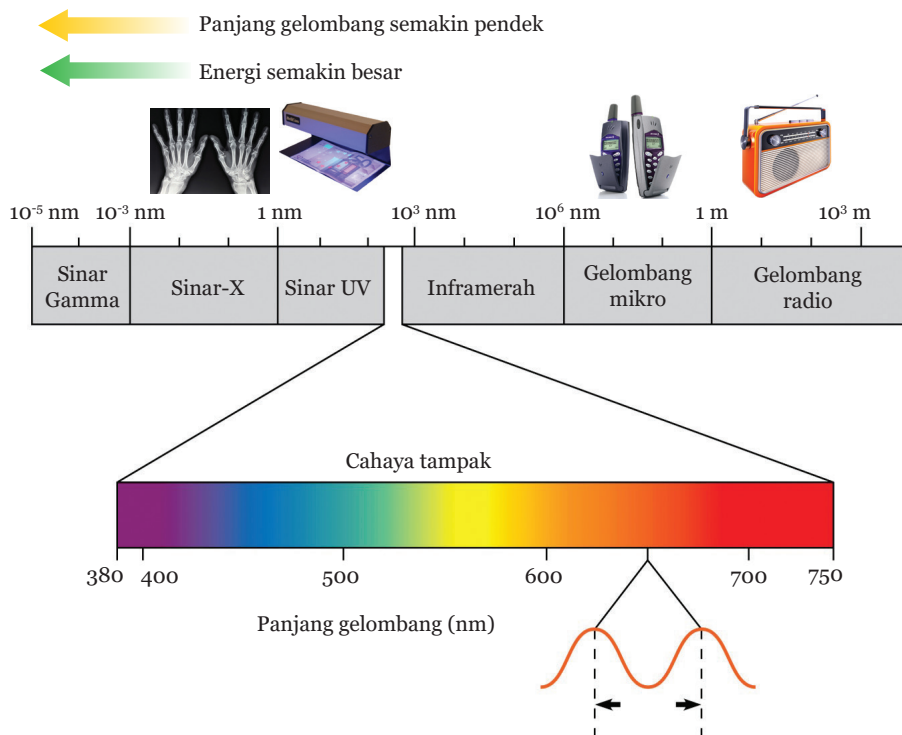 Panjang gelombang semakin pendek
Energi semakin besar
10⁻⁵ nm 10⁻³ nm 1 nm 10³ nm 10⁶ nm 1 m 10³ m
Sinar Gamma
Sinar-X
Sinar UV
Inframerah
Gelombang mikro
Gelombang radio
Cahaya tampak
380 400 500 600 700 750
Panjang gelombang (nm)